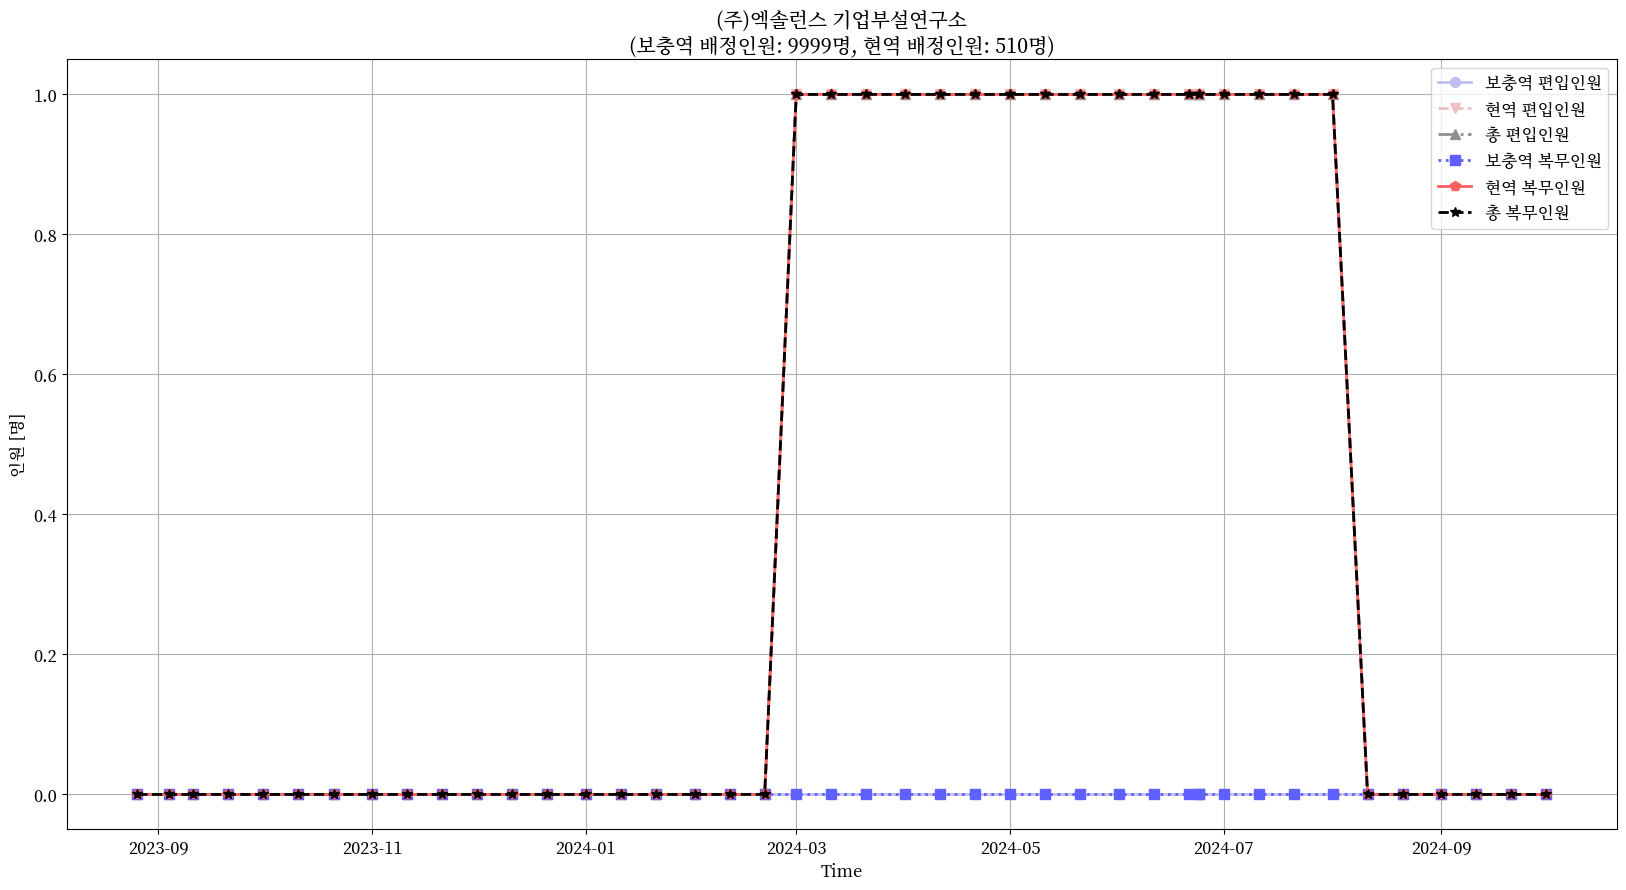 (주)엑솔런스 기업부설연구소
(보충역 배정인원: 9999명, 현역 배정인원: 510명)
보충역 편입인원
현역 편입인원
총 편입인원
보충역 복무인원
현역 복무인원
총 복무인원
1.0
0.8
0.6
0.4
0.2
0.0
인원 [명]
2023-09
2023-11
2024-01
2024-03
2024-05
2024-07
2024-09
Time